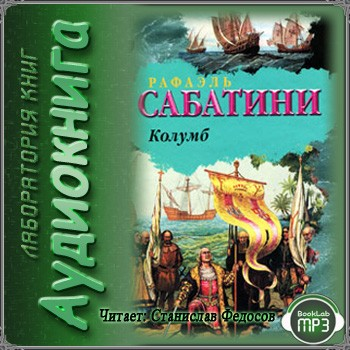 ЛАБОРАТОРИЯ КНИГ
Аудиокнига
РАФАЭЛЬ
САБАТИНИ
Колумб
Читает: Станислав Федосов
BookLab
MP3